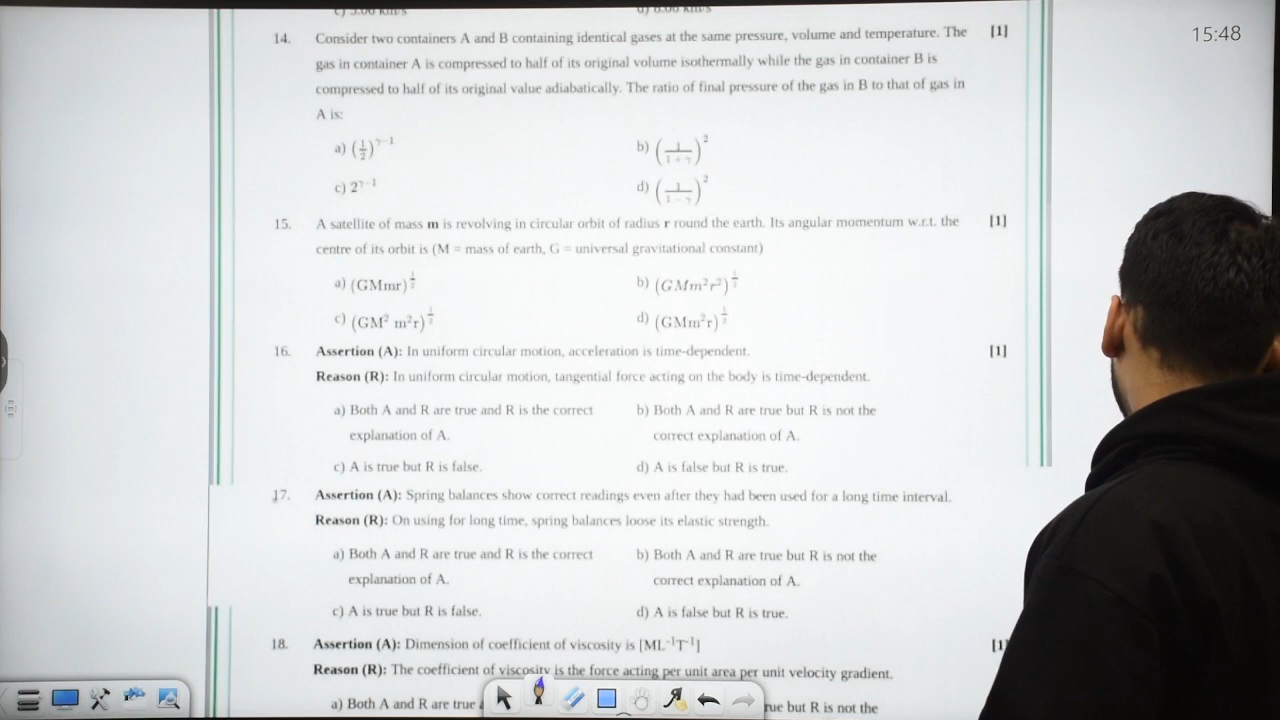 c) 3.00 km/s
d) 8.00 km/s
15:48
14. Consider two containers A and B containing identical gases at the same pressure, volume and temperature. The [1]
gas in container A is compressed to half of its original volume isothermally while the gas in container B is
compressed to half of its original value adiabatically. The ratio of final pressure of the gas in B to that of gas in
A is:
a) (1/2)^(γ−1)
b) (1/(1+γ))^2
c) 2^(γ−1)
d) (1/(1−γ))^2
15. A satellite of mass m is revolving in circular orbit of radius r round the earth. Its angular momentum w.r.t. the [1]
centre of its orbit is (M = mass of earth, G = universal gravitational constant)
a) (GMmr)^(1/2)
b) (GMm²r²)^(1/2)
c) (GM² m²r)^(1/2)
d) (GMm²r)^(1/2)
16. Assertion (A): In uniform circular motion, acceleration is time-dependent. [1]
Reason (R): In uniform circular motion, tangential force acting on the body is time-dependent.
a) Both A and R are true and R is the correct
explanation of A.
b) Both A and R are true but R is not the
correct explanation of A.
c) A is true but R is false.
d) A is false but R is true.
17. Assertion (A): Spring balances show correct readings even after they had been used for a long time interval.
Reason (R): On using for long time, spring balances loose its elastic strength.
a) Both A and R are true and R is the correct
explanation of A.
b) Both A and R are true but R is not the
correct explanation of A.
c) A is true but R is false.
d) A is false but R is true.
18. Assertion (A): Dimension of coefficient of viscosity is [ML⁻¹T⁻¹] [1]
Reason (R): The coefficient of viscosity is the force acting per unit area per unit velocity gradient.
a) Both A and R are true
rue but R is not the